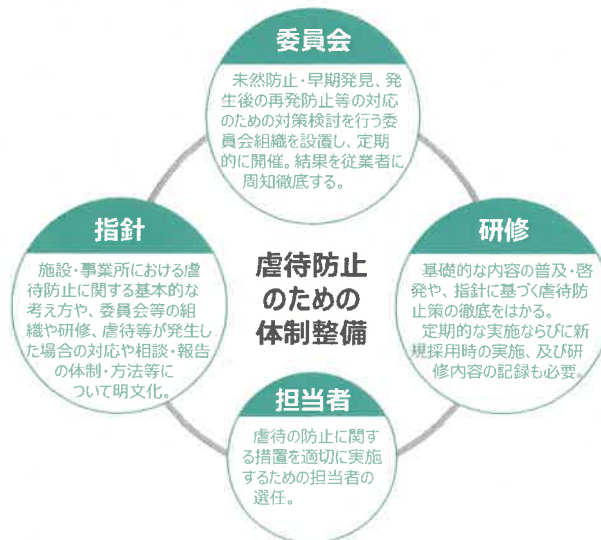 委員会
未然防止・早期発見、発
生後の再発防止等の対応
のための対策検討を行う委
員会組織を設置し、定期
的に開催。結果を従業者に
周知徹底する。
指針
施設・事業所における虐
待防止に関する基本的な
考え方や、委員会等の組
織や研修、虐待等が発生し
た場合の対応や相談・報告
の体制・方法等に
ついて明文化。
虐待防止
のための
体制整備
研修
基礎的な内容の普及・啓
発や、指針に基づく虐待防
止策の徹底をはかる。
定期的な実施ならびに新
規採用時の実施、及び研
修内容の記録も必要。
担当者
虐待の防止に関す
る措置を適切に実施
するための担当者の
選任。